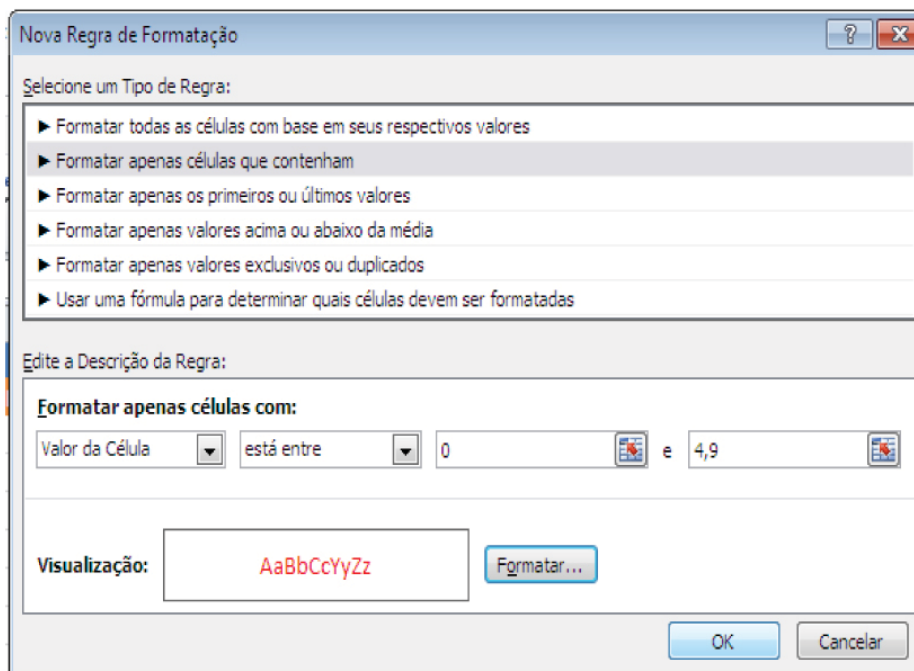 Nova Regra de Formatação
Selecione um Tipo de Regra:
► Formatar todas as células com base em seus respectivos valores
► Formatar apenas células que contenham
► Formatar apenas os primeiros ou últimos valores
► Formatar apenas valores acima ou abaixo da média
► Formatar apenas valores exclusivos ou duplicados
► Usar uma fórmula para determinar quais células devem ser formatadas
Edite a Descrição da Regra:
Formatar apenas células com:
Valor da Célula está entre 0 e 4,9
Visualização: AaBbCcYyZz Formatar...
OK Cancelar